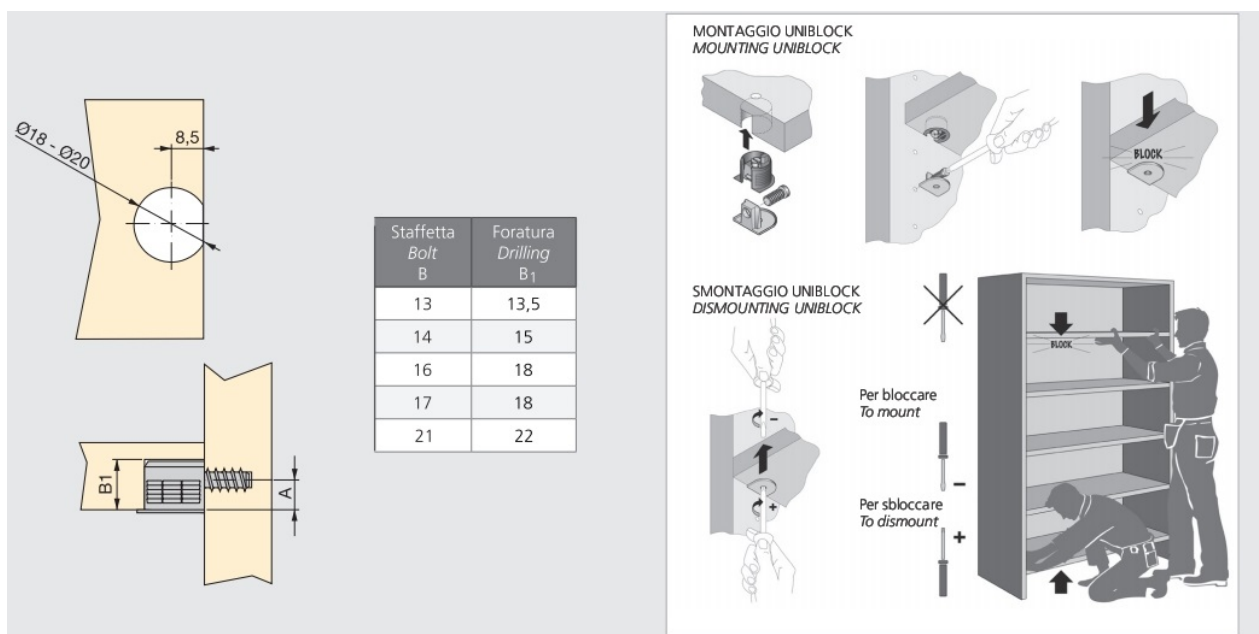 Ø18 - Ø20
8,5
B1
A
Staffetta
Bolt
B
Foratura
Drilling
B1
13
13,5
14
15
16
18
17
18
21
22
MONTAGGIO UNIBLOCK
MOUNTING UNIBLOCK
BLOCK
SMONTAGGIO UNIBLOCK
DISMOUNTING UNIBLOCK
-
+
Per bloccare
To mount
-
Per sbloccare
To dismount
+
BLOCK